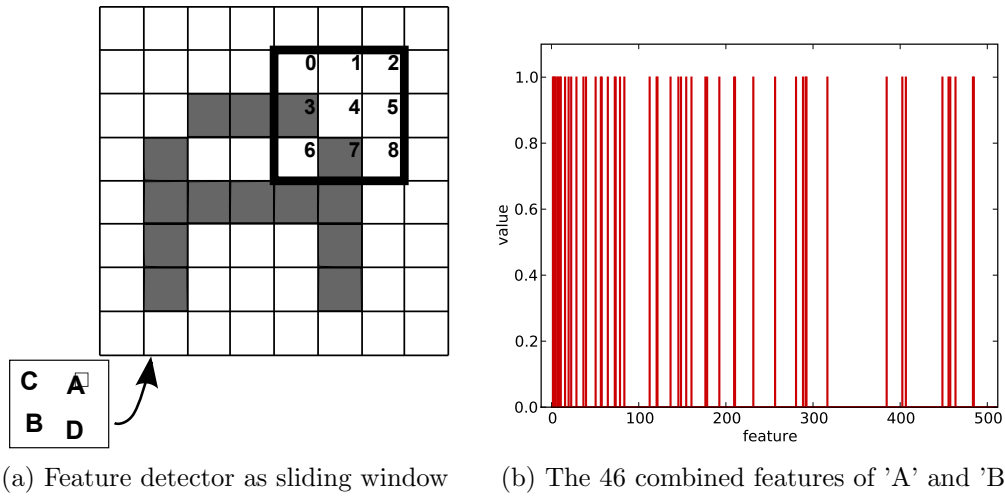 0 1 2
3 4 5
6 7 8
C A
B D
(a) Feature detector as sliding window
1.0
0.8
0.6
0.4
0.2
0.0
value
0 100 200 300 400 500
feature
(b) The 46 combined features of 'A' and 'B